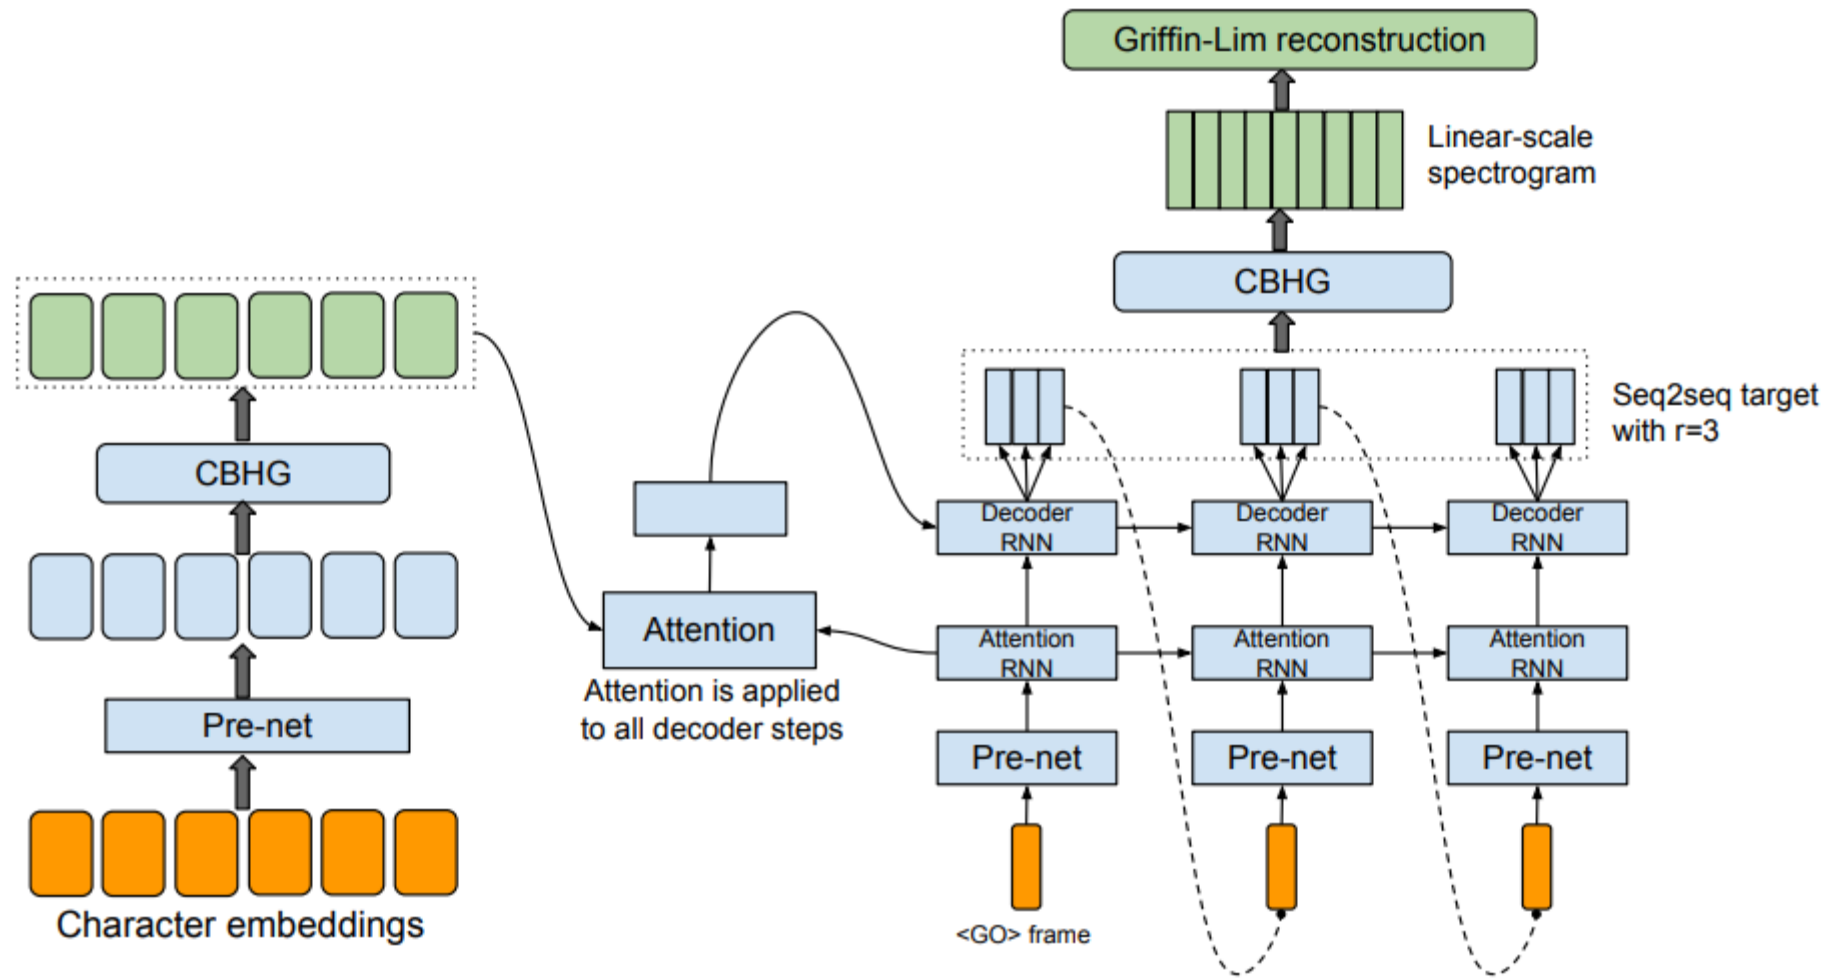 Griffin-Lim reconstruction
Linear-scale
spectrogram
CBHG
Seq2seq target
with r=3
CBHG
Decoder
RNN
Decoder
RNN
Decoder
RNN
Attention
Attention is applied
to all decoder steps
Attention
RNN
Attention
RNN
Attention
RNN
Pre-net
Pre-net
Pre-net
Pre-net
Character embeddings
<GO> frame